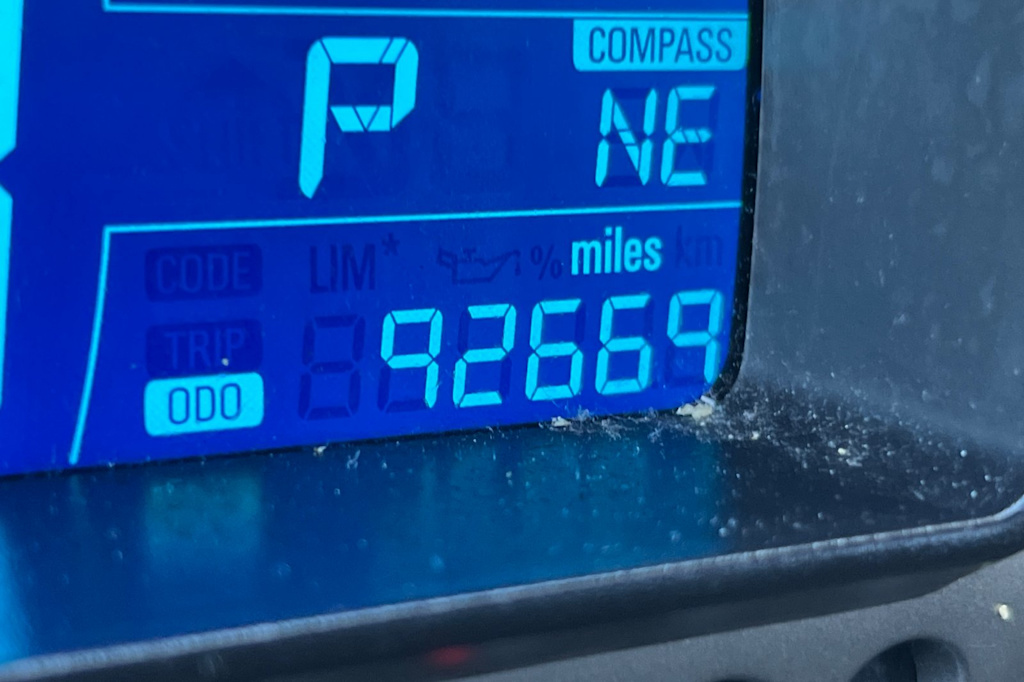 COMPASS
P NE
CODE LIM* % miles km
TRIP 92669
ODO